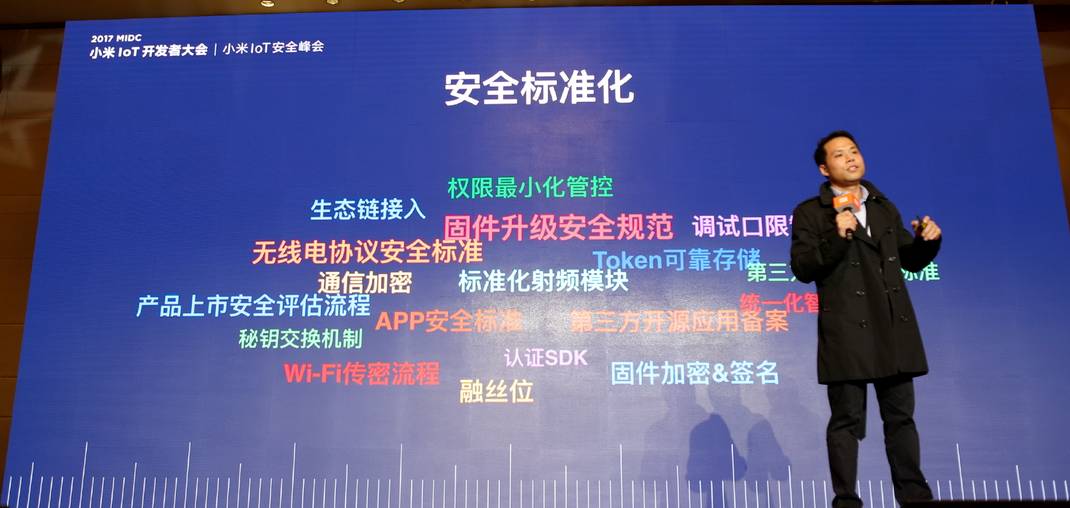 2017 MIDC
小米IoT开发者大会 | 小米IoT安全峰会
安全标准化
权限最小化管控
生态链接入
固件升级安全规范 调试口限
无线电协议安全标准
Token可靠存储
第三 标准
通信加密 标准化射频模块
产品上市安全评估流程
统一化智
APP安全标准 第三方开源应用备案
秘钥交换机制
认证SDK
Wi-Fi传密流程 固件加密&签名
融丝位